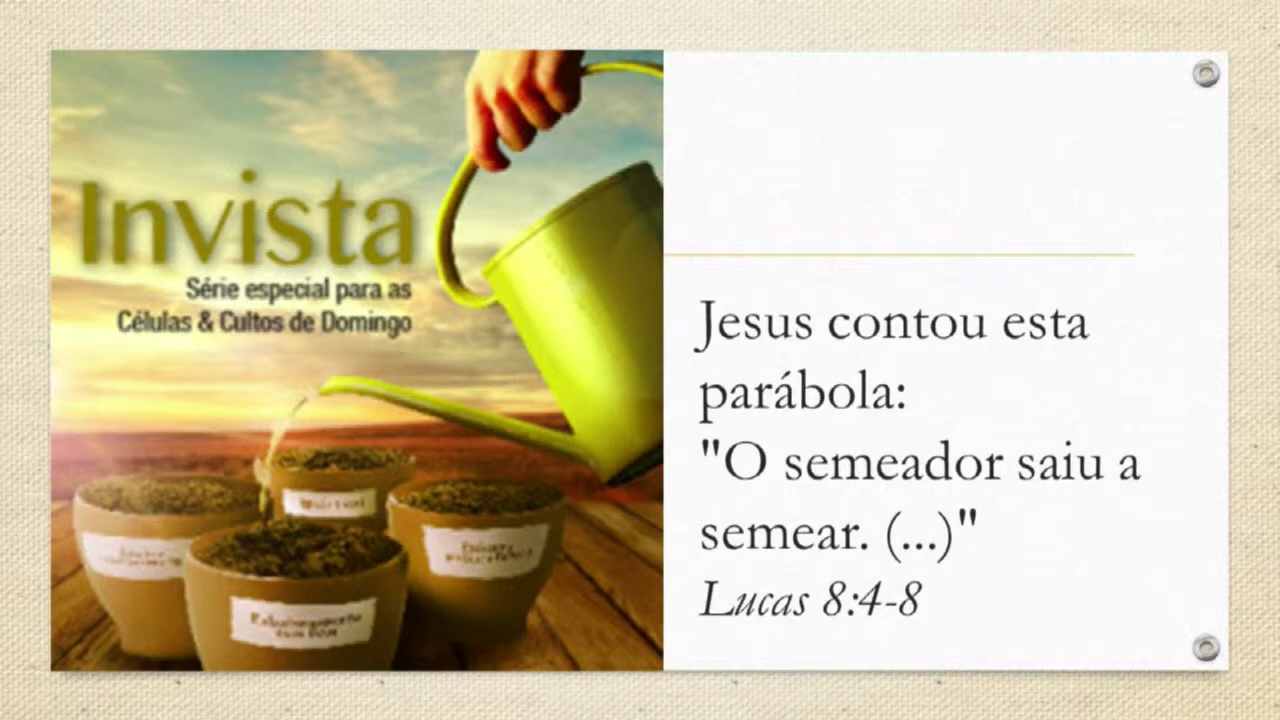 Invista
Série especial para as
Células & Cultos de Domingo
Jesus contou esta
parábola:
"O semeador saiu a
semear. (...)"
Lucas 8:4-8